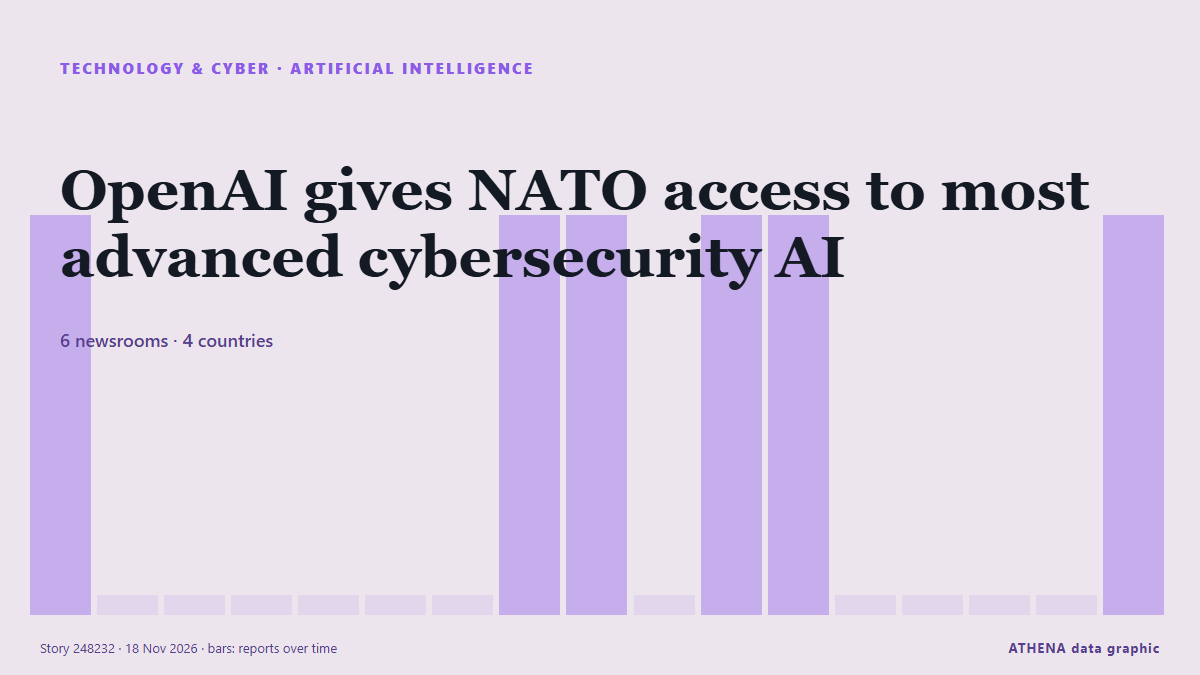 TECHNOLOGY & CYBER · ARTIFICIAL INTELLIGENCE
OpenAI gives NATO access to most
advanced cybersecurity AI
6 newsrooms · 4 countries
Story 248232 · 18 Nov 2026 · bars: reports over time
ATHENA data graphic